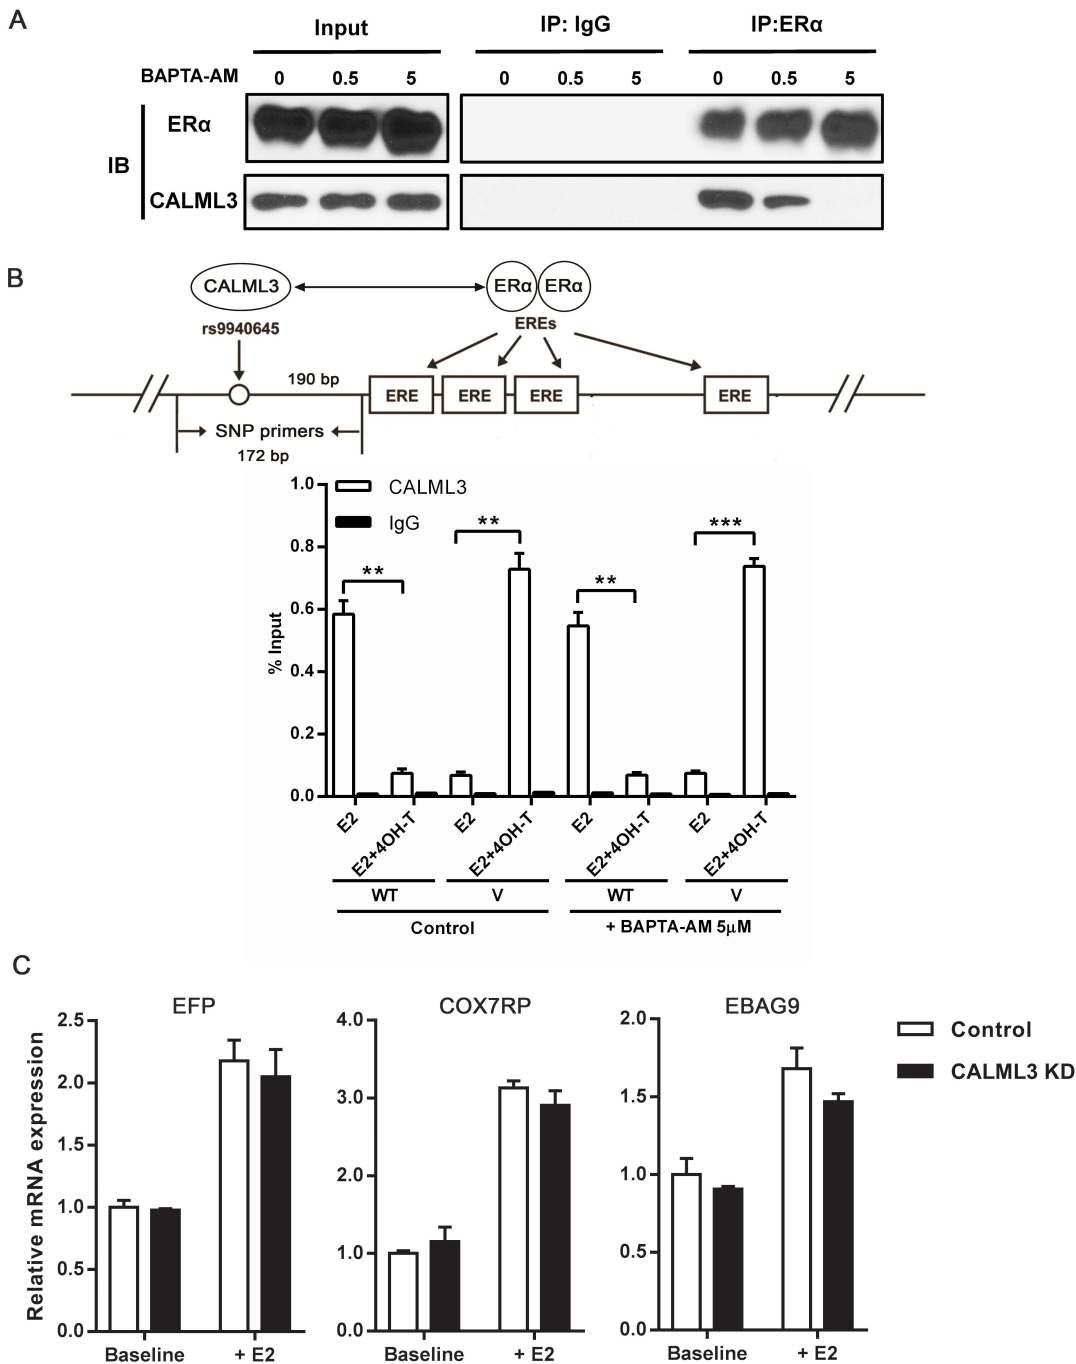 A
Input IP: IgG IP:ERα
BAPTA-AM 0 0.5 5 0 0.5 5 0 0.5 5
ERα
IB
CALML3
B
CALML3 ERα ERα
rs9940645 EREs
190 bp
ERE ERE ERE ERE
SNP primers
172 bp
1.0
0.8
0.6
0.4
0.2
0.0
% Input
CALML3
IgG
** ** ** ***
E2 E2+4OH-T E2 E2+4OH-T E2 E2+4OH-T E2 E2+4OH-T
WT V WT V
Control + BAPTA-AM 5μM
C
Relative mRNA expression
EFP
2.5
2.0
1.5
1.0
0.5
0.0
Baseline + E2
COX7RP
4.0
3.0
2.0
1.0
0.0
Baseline + E2
EBAG9
2.0
1.5
1.0
0.5
0.0
Baseline + E2
Control
CALML3 KD